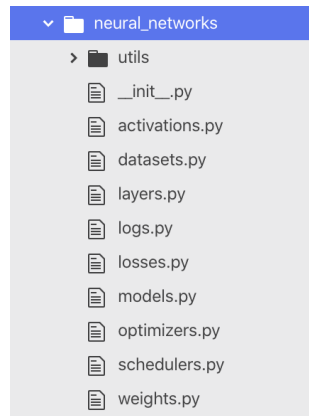 neural_networks
utils
__init__.py
activations.py
datasets.py
layers.py
logs.py
losses.py
models.py
optimizers.py
schedulers.py
weights.py